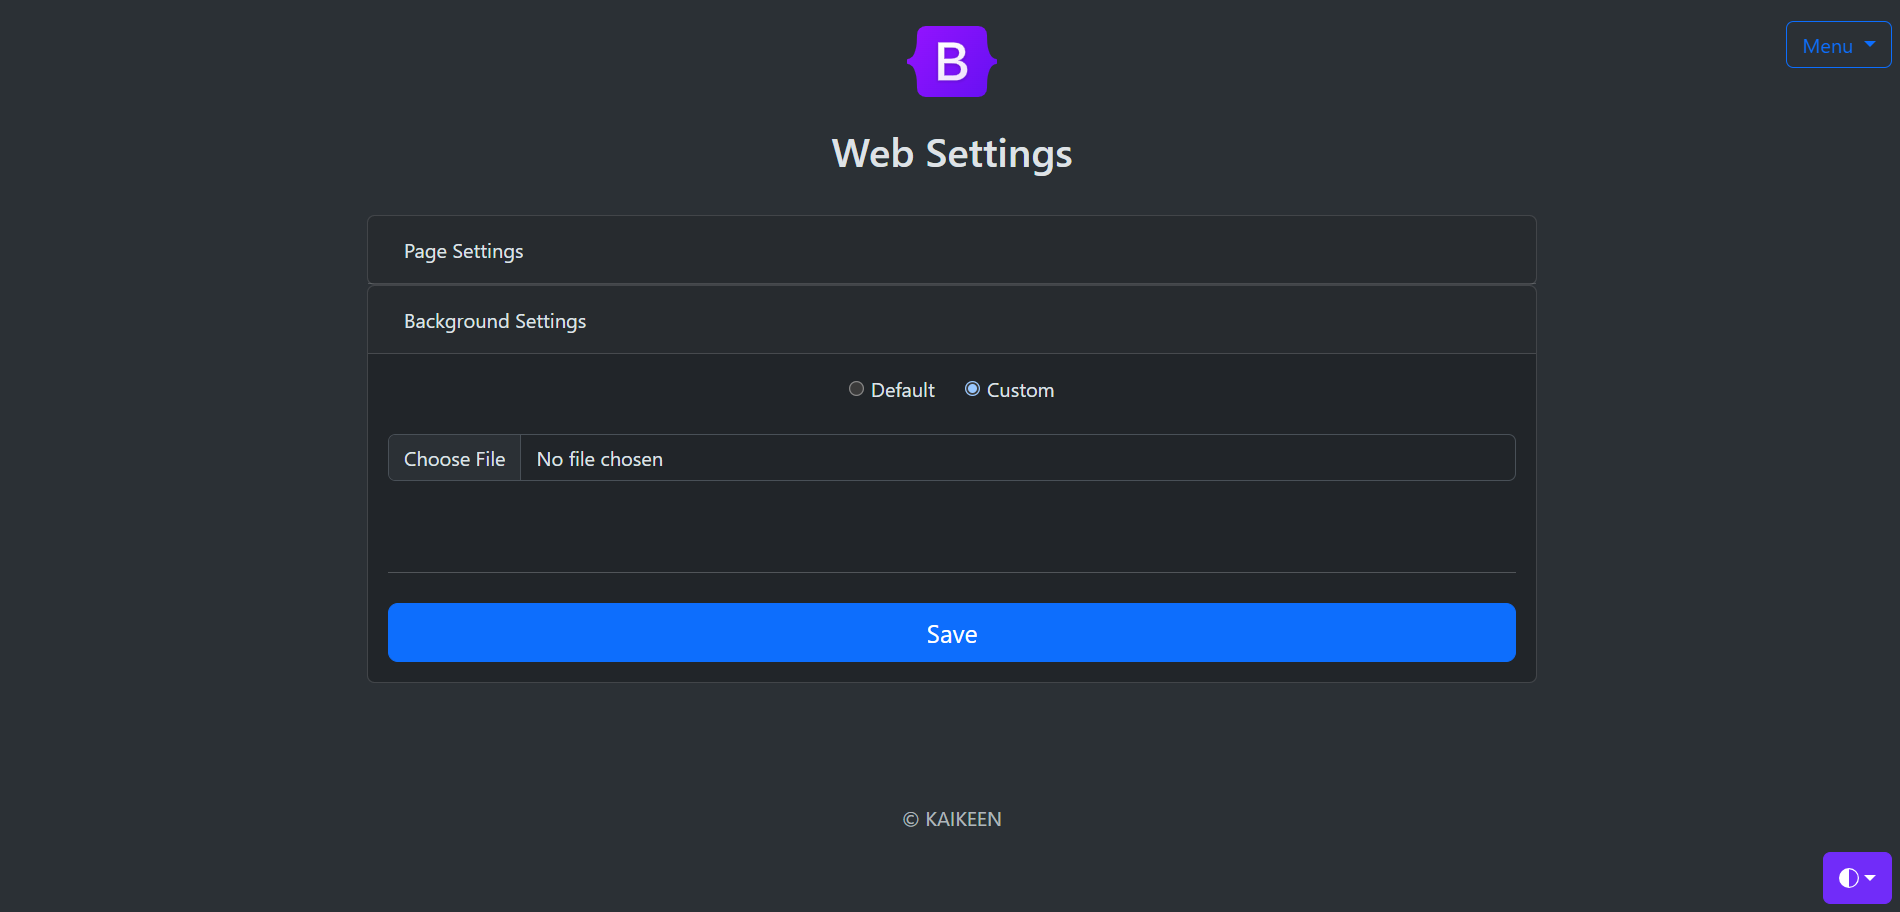 B
Menu
Web Settings
Page Settings
Background Settings
Default Custom
Choose File No file chosen
Save
© KAIKEEN